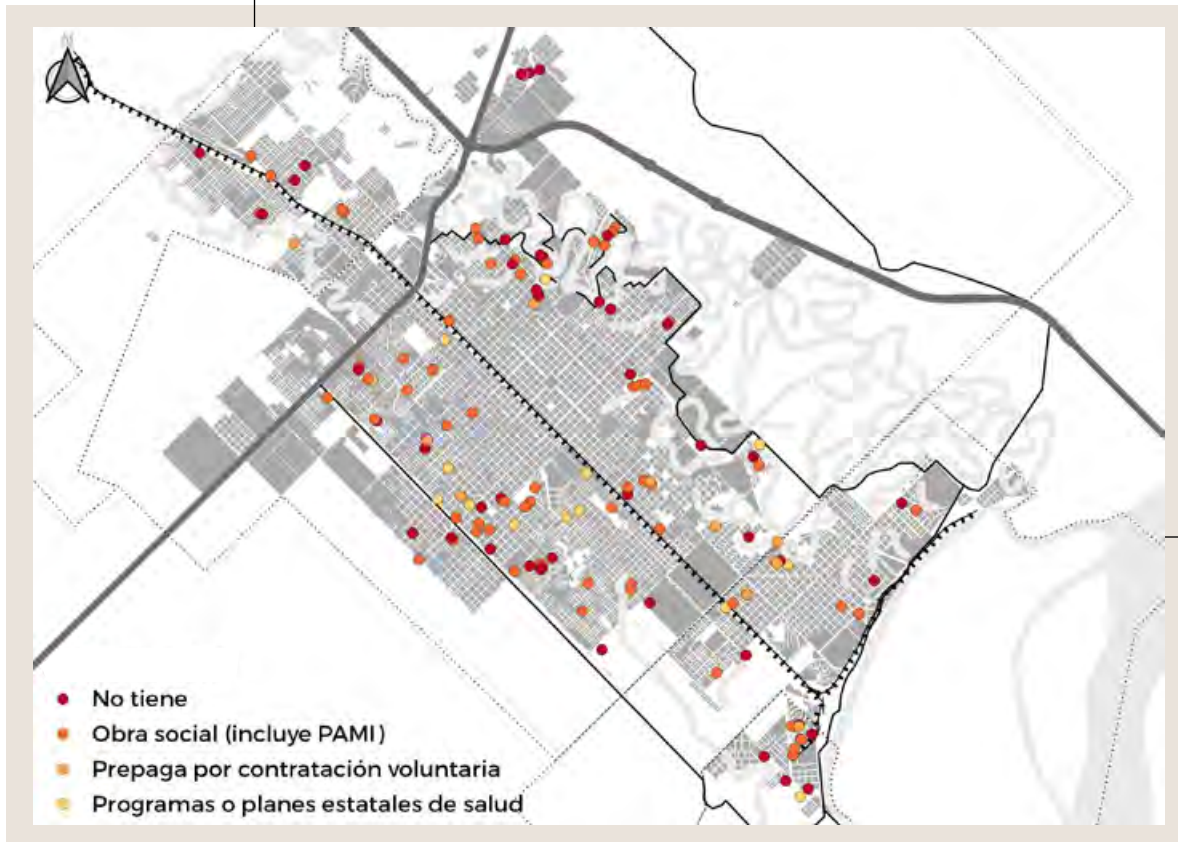 N
No tiene
Obra social (incluye PAMI)
Prepaga por contratación voluntaria
Programas o planes estatales de salud